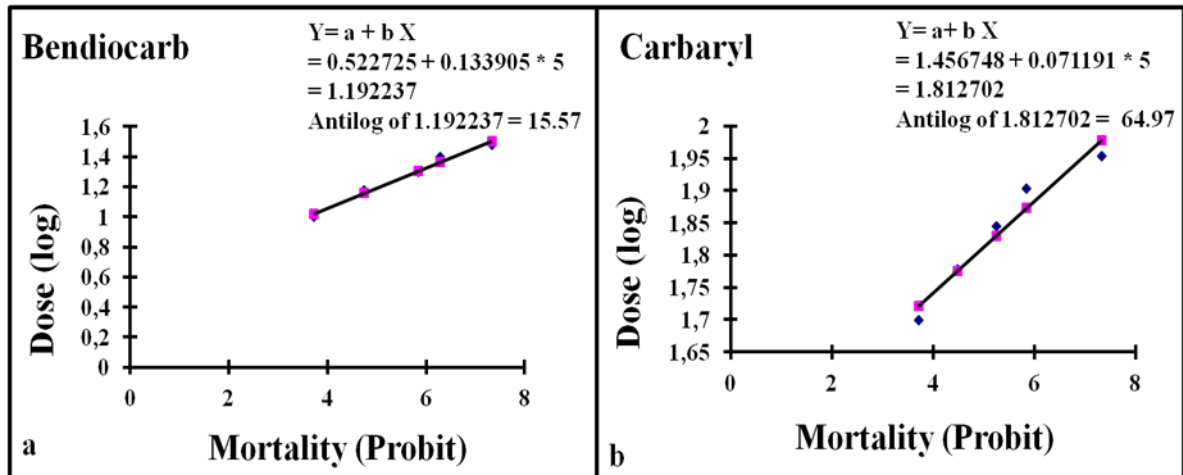 Bendiocarb
Y= a + b X
= 0.522725 + 0.133905 * 5
= 1.192237
Antilog of 1.192237 = 15.57
1,6
1,4
1,2
1
0,8
0,6
0,4
0,2
0
Dose (log)
0 2 4 6 8
Mortality (Probit)
a
Carbaryl
Y= a+ b X
= 1.456748 + 0.071191 * 5
= 1.812702
Antilog of 1.812702 = 64.97
2
1,95
1,9
1,85
1,8
1,75
1,7
1,65
Dose (log)
0 2 4 6 8
Mortality (Probit)
b